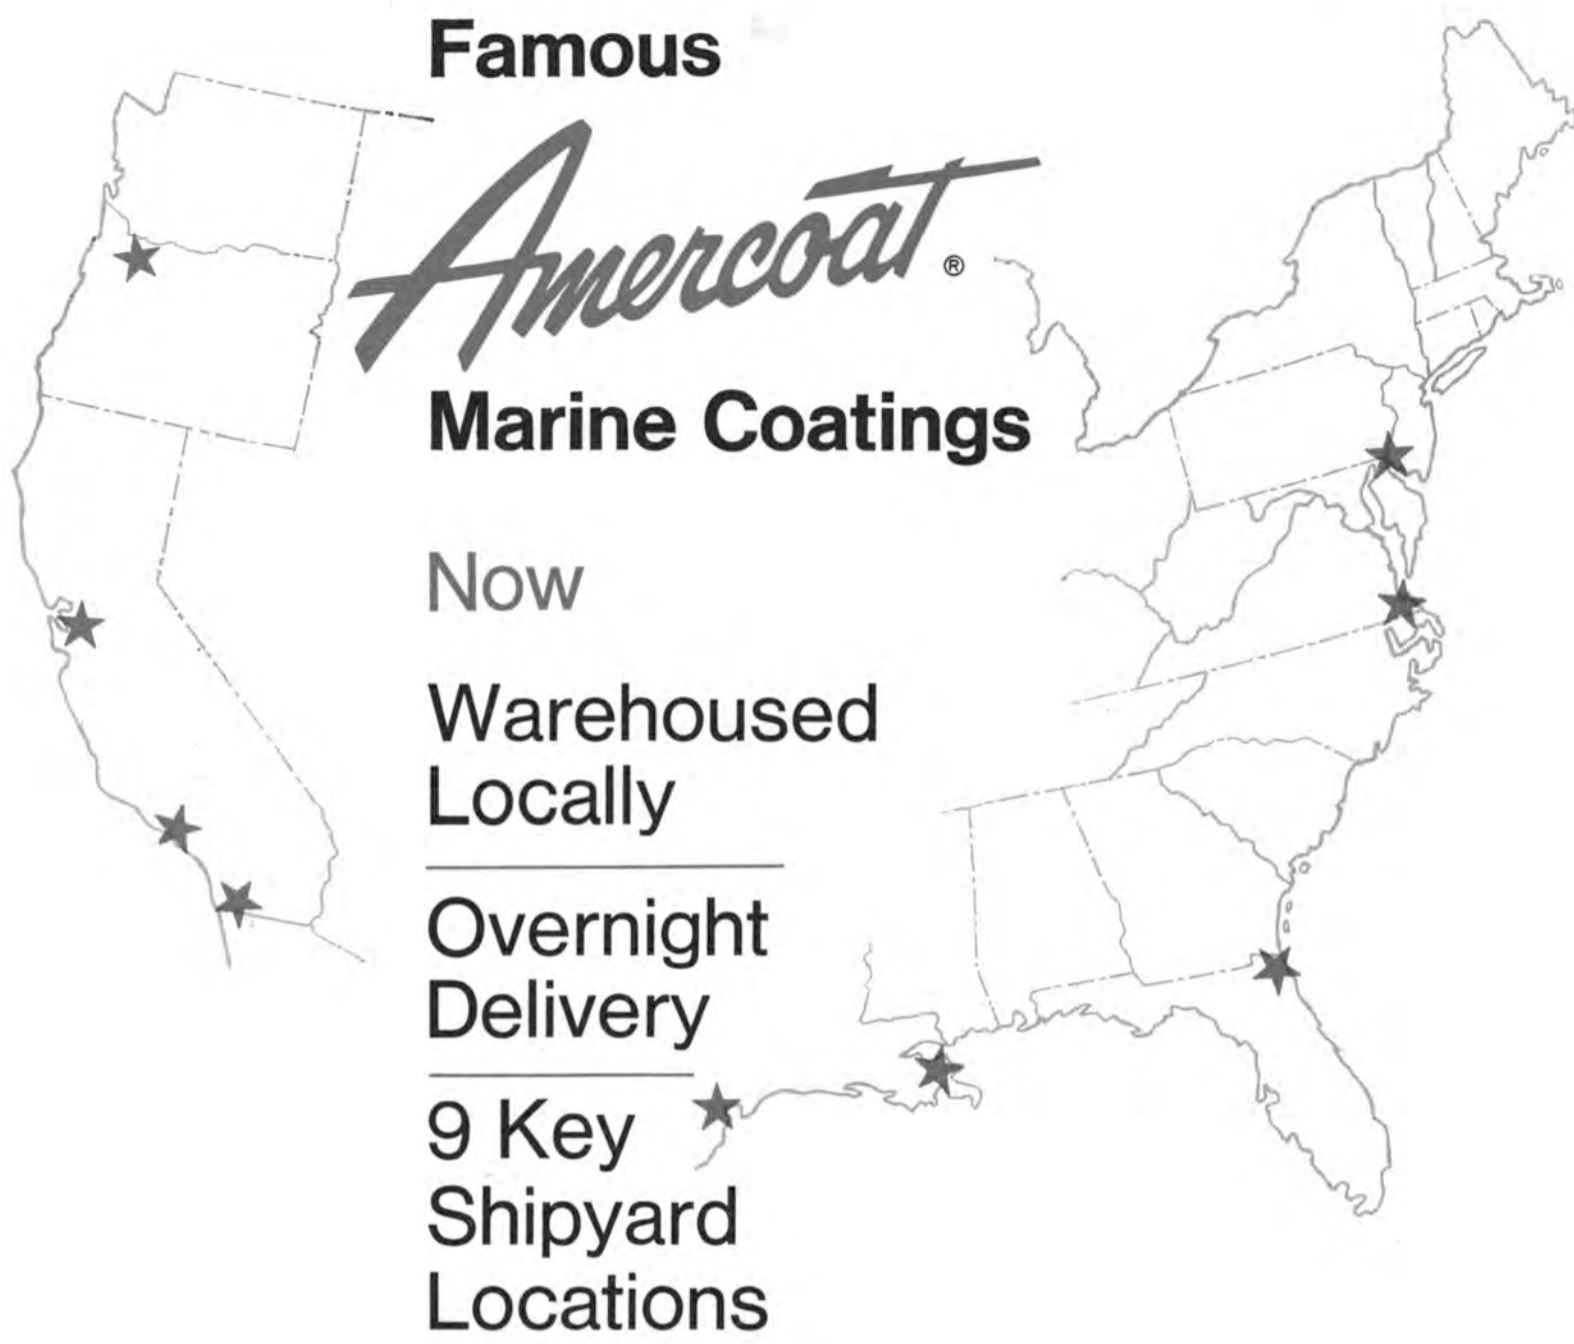 Famous
Amercoat®
Marine Coatings
Now
Warehoused
Locally
Overnight
Delivery
9 Key
Shipyard
Locations